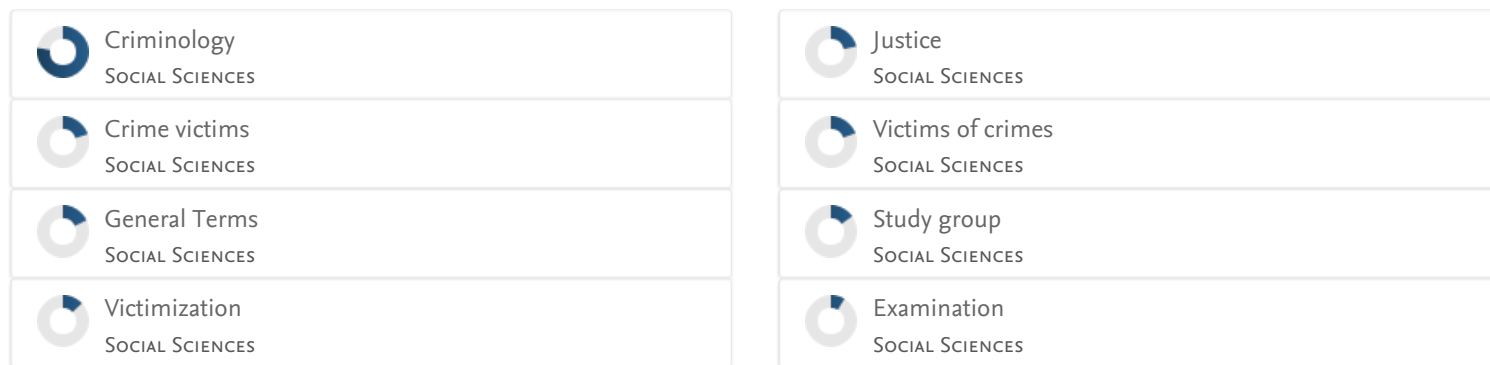 Criminology
Social Sciences
Justice
Social Sciences
Crime victims
Social Sciences
Victims of crimes
Social Sciences
General Terms
Social Sciences
Study group
Social Sciences
Victimization
Social Sciences
Examination
Social Sciences